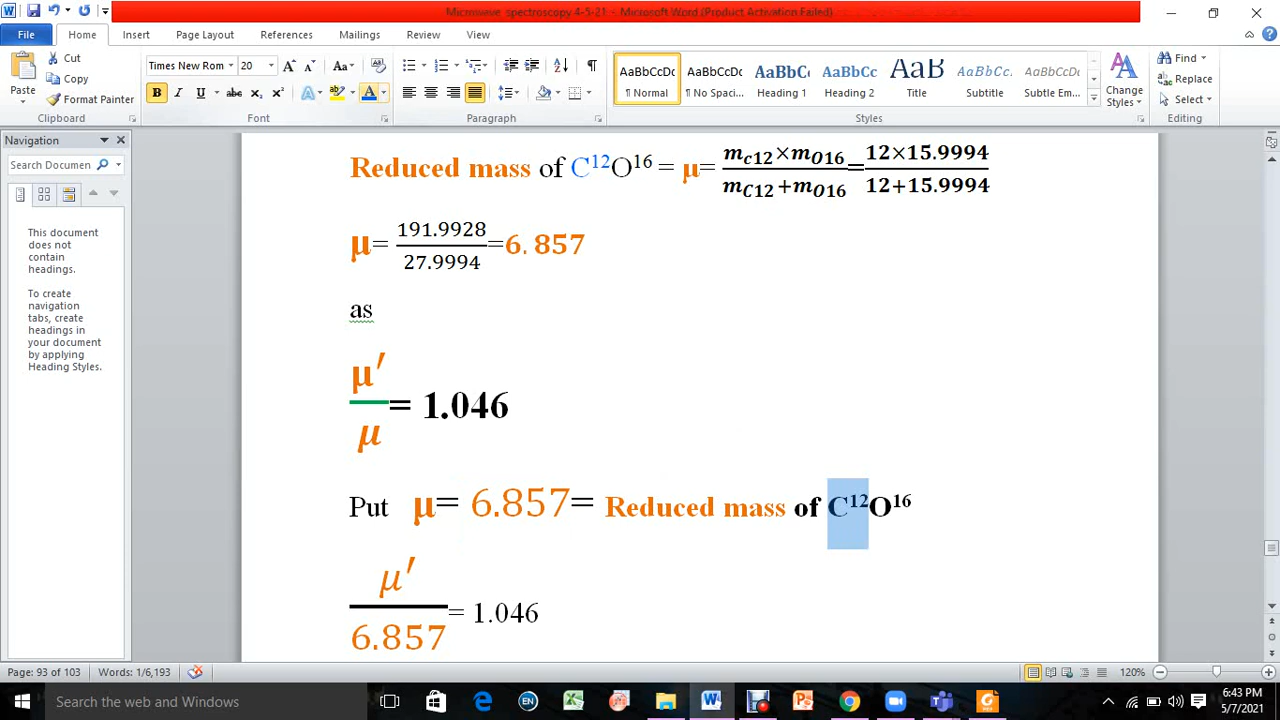 Microwave spectroscopy 4-5-21 - Microsoft Word (Product Activation Failed)
File Home Insert Page Layout References Mailings Review View
Paste Cut Copy Format Painter Clipboard
Times New Rom 20 Aa
B I U abc x₂ x² A ab A Font
Paragraph
AaBbCcDc AaBbCcDc AaBbC AaBbCc AaB AaBbCc. AaBbCcDc
¶ Normal ¶ No Spaci... Heading 1 Heading 2 Title Subtitle Subtle Em...
Styles
Change Styles
Find Replace Select Editing
Navigation
Search Documen
This document
does not
contain
headings.
To create
navigation
tabs, create
headings in
your document
by applying
Heading Styles.
Reduced mass of C¹²O¹⁶ = μ= m_C12×m_O16 / m_C12+m_O16 = 12×15.9994 / 12+15.9994
μ= 191.9928 / 27.9994 =6.857
as
μ′ / μ = 1.046
Put μ= 6.857= Reduced mass of C¹²O¹⁶
μ′ / 6.857 = 1.046
Page: 93 of 103 Words: 1/6,193 120%
Search the web and Windows
6:43 PM
5/7/2021